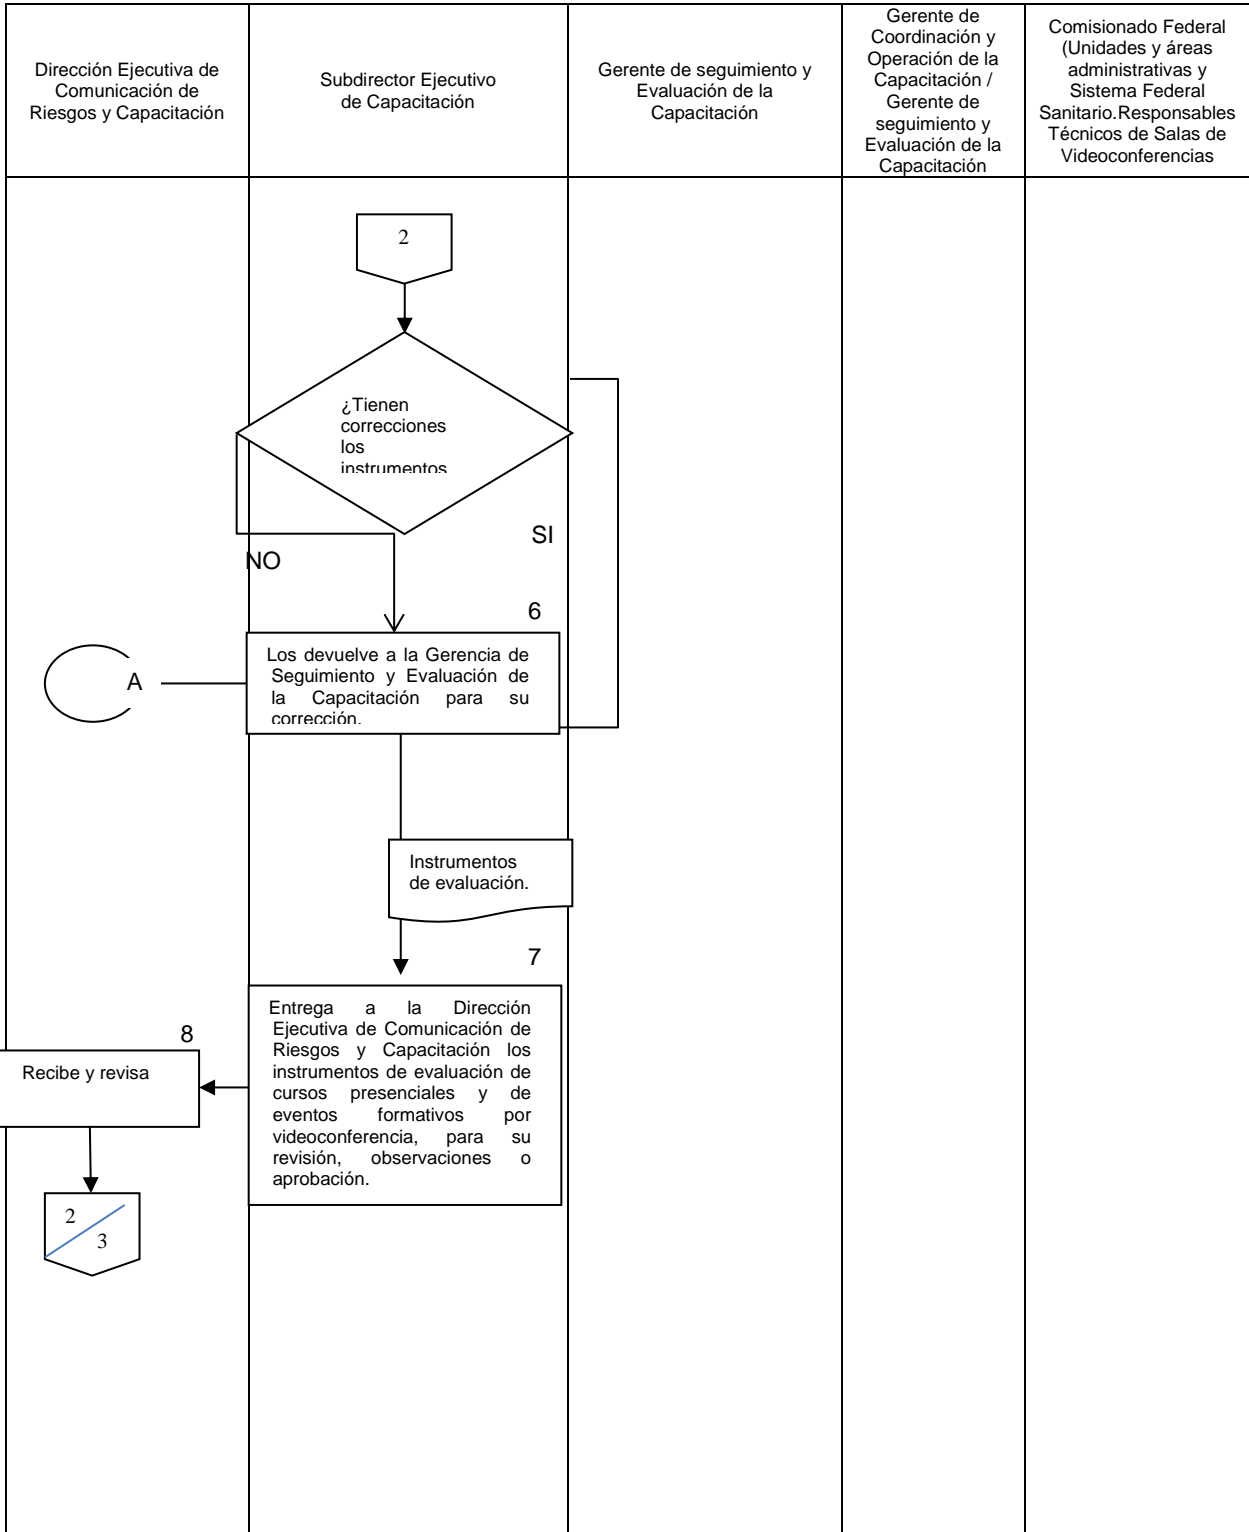 Dirección Ejecutiva de
Comunicación de
Riesgos y Capacitación
Subdirector Ejecutivo
de Capacitación
Gerente de seguimiento y
Evaluación de la
Capacitación
Gerente de
Coordinación y
Operación de la
Capacitación /
Gerente de
seguimiento y
Evaluación de la
Capacitación
Comisionado Federal
(Unidades y áreas
administrativas y
Sistema Federal
Sanitario.Responsables
Técnicos de Salas de
Videoconferencias
2
¿Tienen
correcciones
los
instrumentos
SI
NO
6
Los devuelve a la Gerencia de
Seguimiento y Evaluación de
la Capacitación para su
corrección.
A
Instrumentos
de evaluación.
7
Entrega a la Dirección
Ejecutiva de Comunicación de
Riesgos y Capacitación los
instrumentos de evaluación de
cursos presenciales y de
eventos formativos por
videoconferencia, para su
revisión, observaciones o
aprobación.
8
Recibe y revisa
2
3